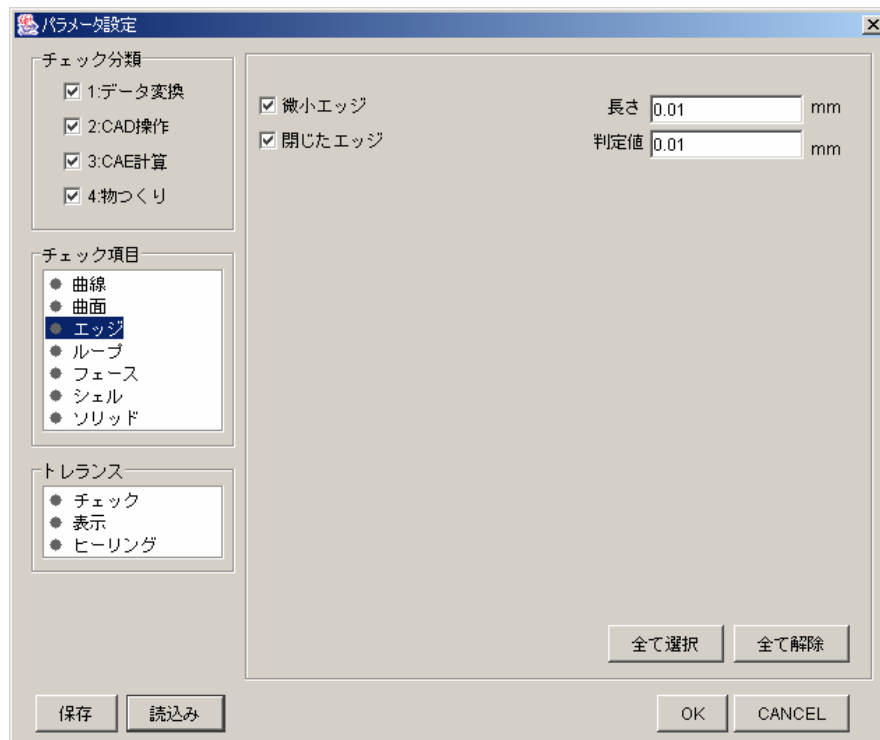 パラメータ設定
チェック分類
1:データ変換
2:CAD操作
3:CAE計算
4:物つくり
チェック項目
曲線
曲面
エッジ
ループ
フェース
シェル
ソリッド
トレランス
チェック
表示
ヒーリング
微小エッジ 長さ 0.01 mm
閉じたエッジ 判定値 0.01 mm
全て選択 全て解除
保存 読込み OK CANCEL